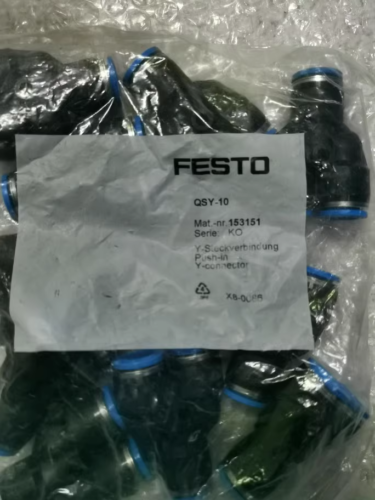 FESTO
QSY-10
Mat.-nr. 153151
Serie: KO
Y-Steckverbindung
Push-in
Y-connector